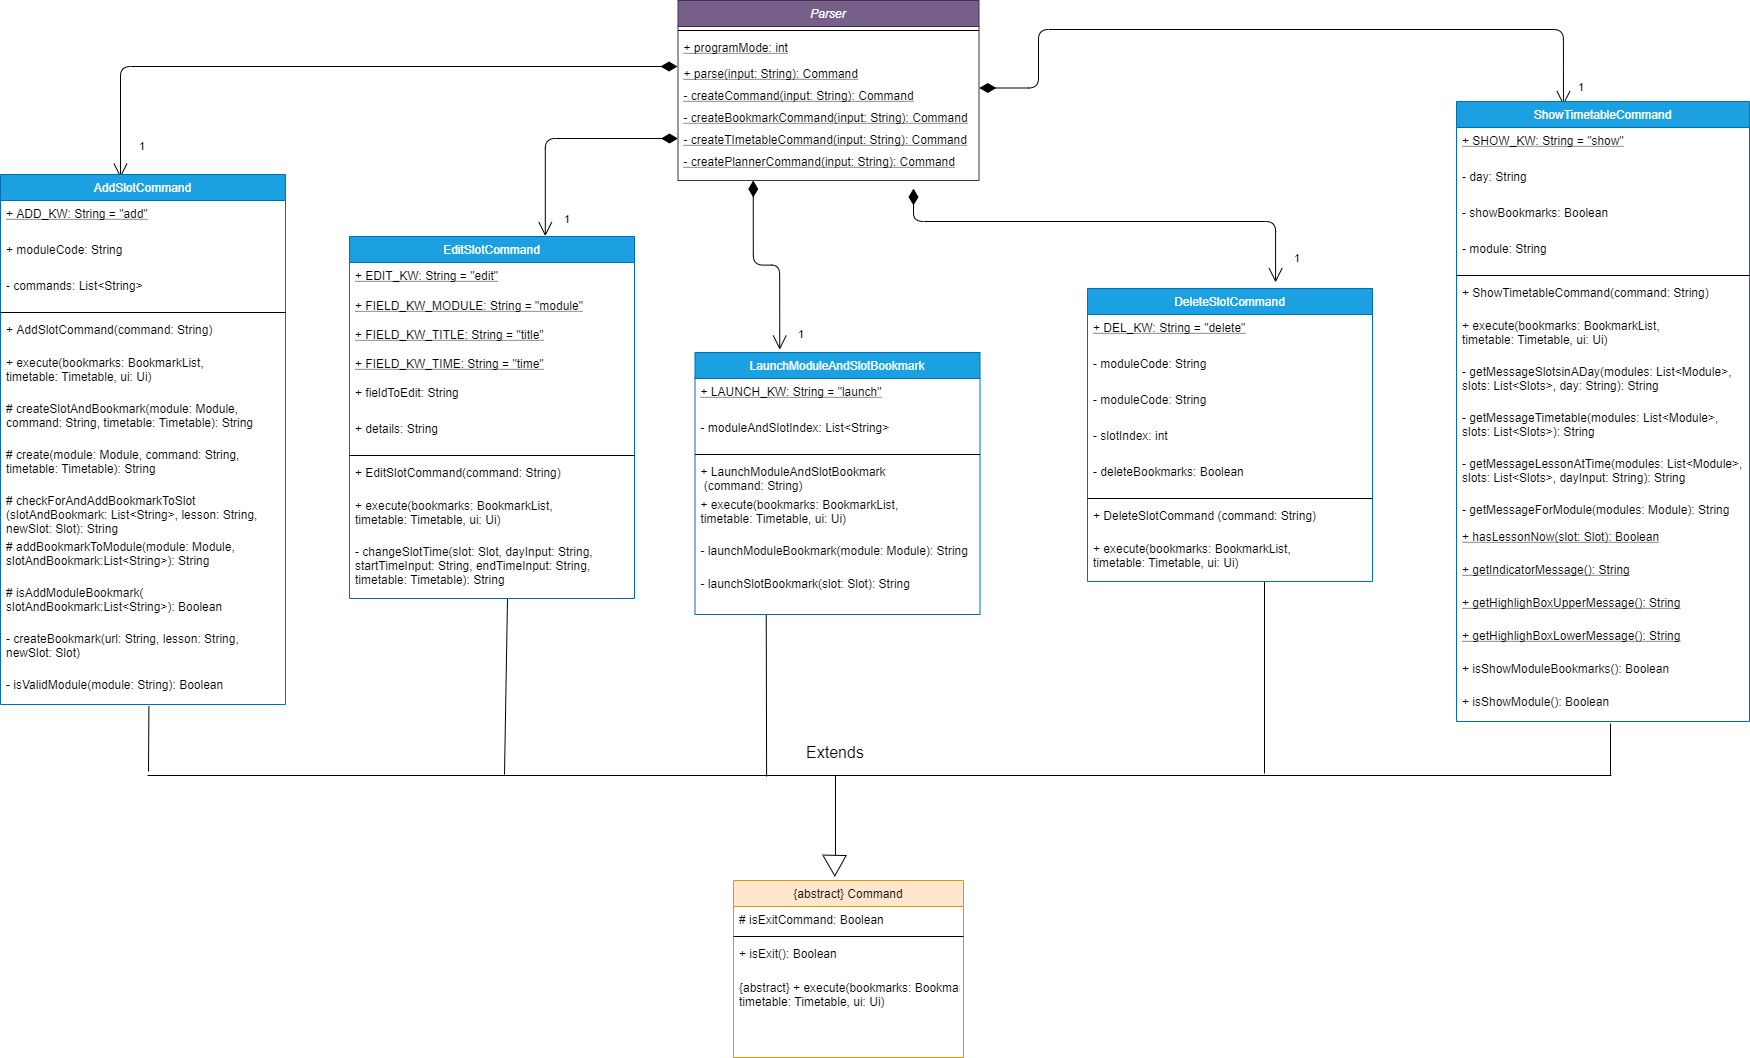 Parser
+ programMode: int
+ parse(input: String): Command
- createCommand(input: String): Command
- createBookmarkCommand(input: String): Command
- createTImetableCommand(input: String): Command
- createPlannerCommand(input: String): Command
1
AddSlotCommand
+ ADD_KW: String = "add"
+ moduleCode: String
- commands: List<String>
+ AddSlotCommand(command: String)
+ execute(bookmarks: BookmarkList,
timetable: Timetable, ui: Ui)
# createSlotAndBookmark(module: Module,
command: String, timetable: Timetable): String
# create(module: Module, command: String,
timetable: Timetable): String
# checkForAndAddBookmarkToSlot
(slotAndBookmark: List<String>, lesson: String,
newSlot: Slot): String
# addBookmarkToModule(module: Module,
slotAndBookmark:List<String>): String
# isAddModuleBookmark(
slotAndBookmark:List<String>): Boolean
- createBookmark(url: String, lesson: String,
newSlot: Slot)
- isValidModule(module: String): Boolean
1
EditSlotCommand
+ EDIT_KW: String = "edit"
+ FIELD_KW_MODULE: String = "module"
+ FIELD_KW_TITLE: String = "title"
+ FIELD_KW_TIME: String = "time"
+ fieldToEdit: String
+ details: String
+ EditSlotCommand(command: String)
+ execute(bookmarks: BookmarkList,
timetable: Timetable, ui: Ui)
- changeSlotTime(slot: Slot, dayInput: String,
startTimeInput: String, endTimeInput: String,
timetable: Timetable): String
1
LaunchModuleAndSlotBookmark
+ LAUNCH_KW: String = "launch"
- moduleAndSlotIndex: List<String>
+ LaunchModuleAndSlotBookmark
(command: String)
+ execute(bookmarks: BookmarkList,
timetable: Timetable, ui: Ui)
- launchModuleBookmark(module: Module): String
- launchSlotBookmark(slot: Slot): String
1
DeleteSlotCommand
+ DEL_KW: String = "delete"
- moduleCode: String
- moduleCode: String
- slotIndex: int
- deleteBookmarks: Boolean
+ DeleteSlotCommand (command: String)
+ execute(bookmarks: BookmarkList,
timetable: Timetable, ui: Ui)
1
ShowTimetableCommand
+ SHOW_KW: String = "show"
- day: String
- showBookmarks: Boolean
- module: String
+ ShowTimetableCommand(command: String)
+ execute(bookmarks: BookmarkList,
timetable: Timetable, ui: Ui)
- getMessageSlotsinADay(modules: List<Module>,
slots: List<Slots>, day: String): String
- getMessageTimetable(modules: List<Module>,
slots: List<Slots>): String
- getMessageLessonAtTime(modules: List<Module>,
slots: List<Slots>, dayInput: String): String
- getMessageForModule(modules: Module): String
+ hasLessonNow(slot: Slot): Boolean
+ getIndicatorMessage(): String
+ getHighlighBoxUpperMessage(): String
+ getHighlighBoxLowerMessage(): String
+ isShowModuleBookmarks(): Boolean
+ isShowModule(): Boolean
Extends
{abstract} Command
# isExitCommand: Boolean
+ isExit(): Boolean
{abstract} + execute(bookmarks: Bookma
timetable: Timetable, ui: Ui)